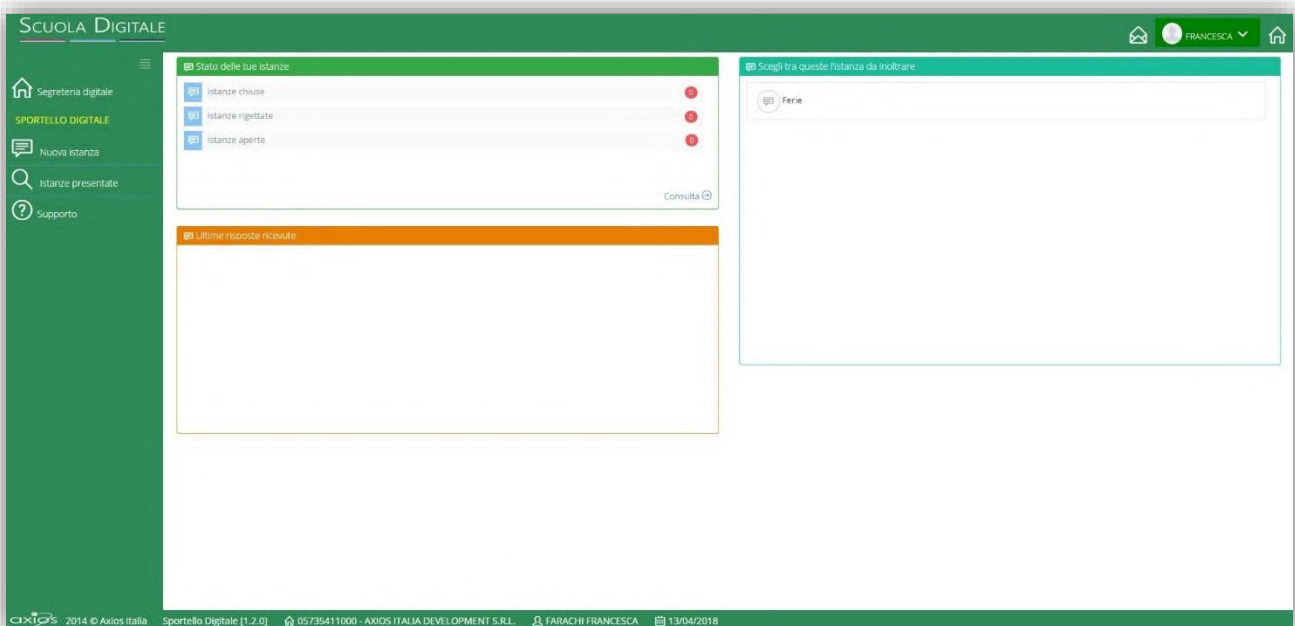 SCUOLA DIGITALE
FRANCESCA
Segreteria digitale
SPORTELLO DIGITALE
Nuova istanza
Istanze presentate
Supporto
Stato delle tue istanze
Istanze chiuse 0
Istanze rigettate 0
Istanze aperte 0
Consulta
Ultime risposte ricevute
Scegli tra queste l'istanza da inoltrare
Ferie
axios 2014 © Axios Italia Sportello Digitale [1.2.0] 05735411000 - AXIOS ITALIA DEVELOPMENT S.R.L. FARACHI FRANCESCA 13/04/2018